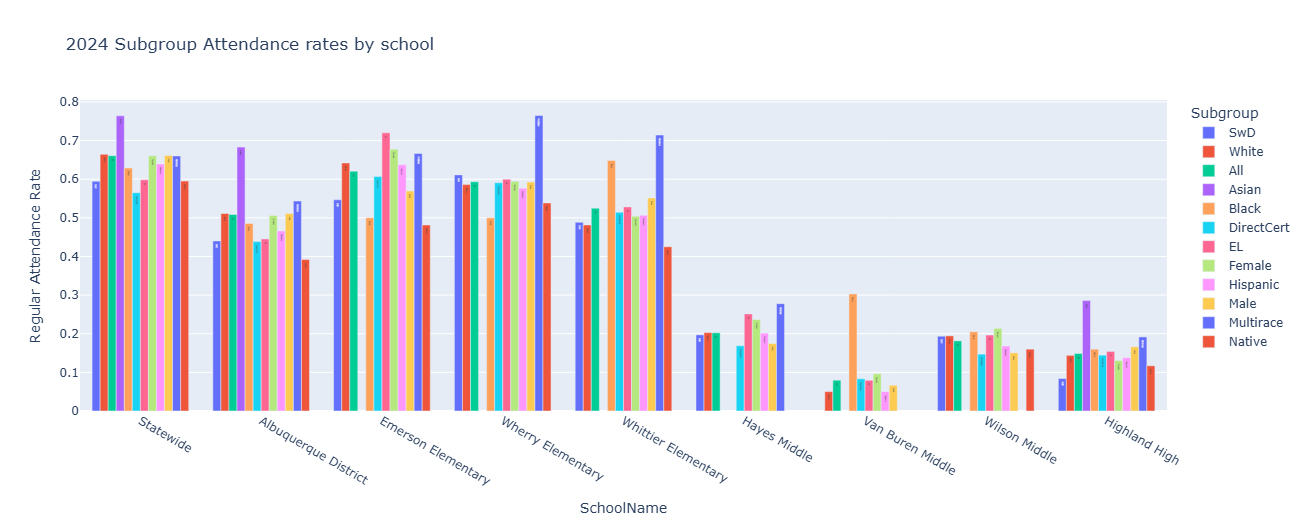 2024 Subgroup Attendance rates by school
Regular Attendance Rate
0.8
0.7
0.6
0.5
0.4
0.3
0.2
0.1
0
Statewide
Albuquerque District
Emerson Elementary
Wherry Elementary
Whittier Elementary
Hayes Middle
Van Buren Middle
Wilson Middle
Highland High
SchoolName
Subgroup
SwD
White
All
Asian
Black
DirectCert
EL
Female
Hispanic
Male
Multirace
Native